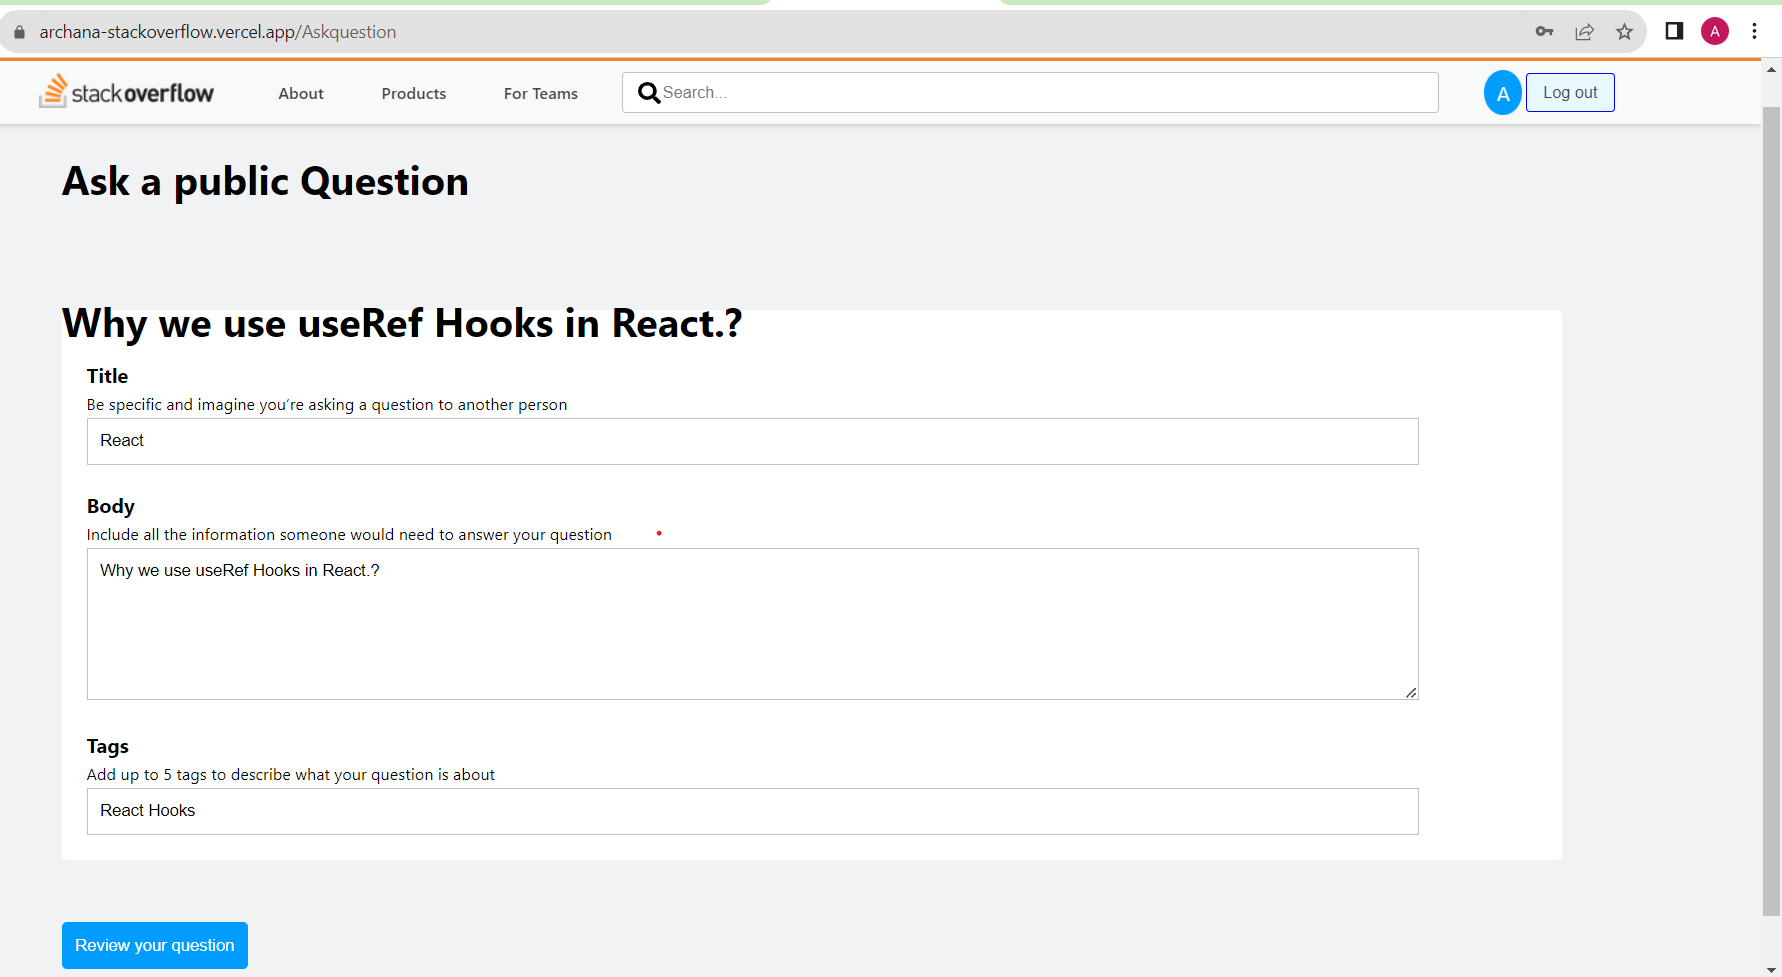 archana-stackoverflow.vercel.app/Askquestion
A
stackoverflow About Products For Teams Search... A Log out
Ask a public Question
Why we use useRef Hooks in React.?
Title
Be specific and imagine you’re asking a question to another person
React
Body
Include all the information someone would need to answer your question
Why we use useRef Hooks in React.?
Tags
Add up to 5 tags to describe what your question is about
React Hooks
Review your question